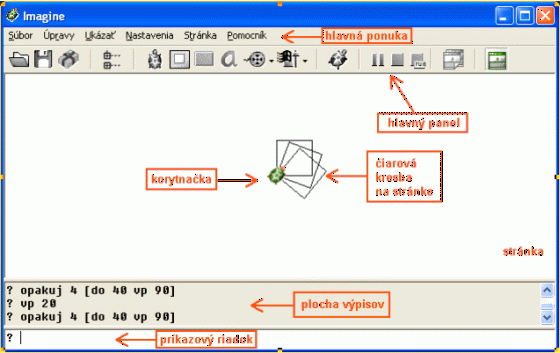 Imagine
Súbor Úpravy Ukázať Nastavenia Stránka Pomocník
hlavná ponuka
hlavný panel
korytnačka
čiarová
kresba
na stránke
stránka
? opakuj 4 [do 40 vp 90]
? vp 20
? opakuj 4 [do 40 vp 90]
plocha výpisov
?
príkazový riadok